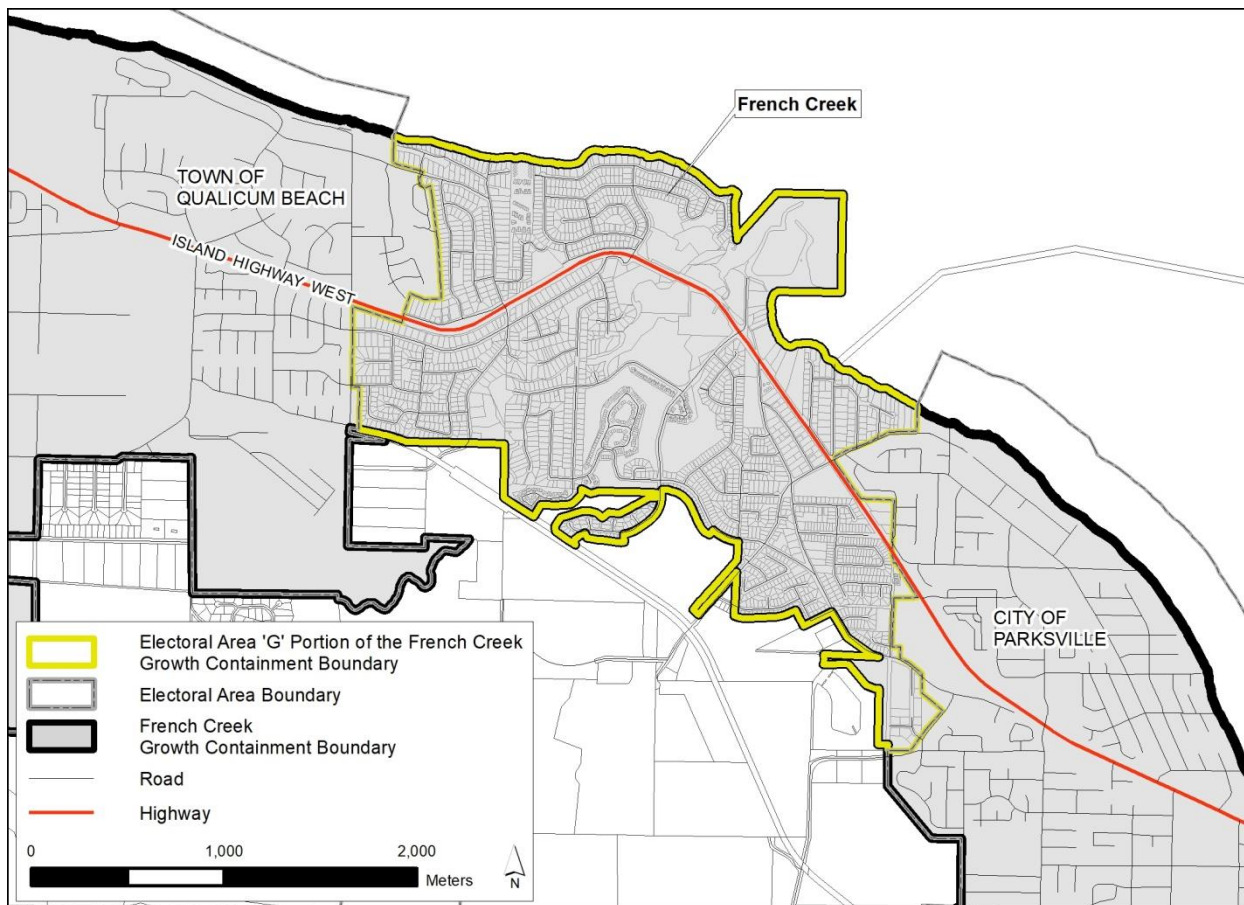 French Creek
TOWN OF
QUALICUM BEACH
ISLAND HIGHWAY WEST
CITY OF
PARKSVILLE
Electoral Area 'G' Portion of the French Creek
Growth Containment Boundary
Electoral Area Boundary
French Creek
Growth Containment Boundary
Road
Highway
0 1,000 2,000
Meters
N